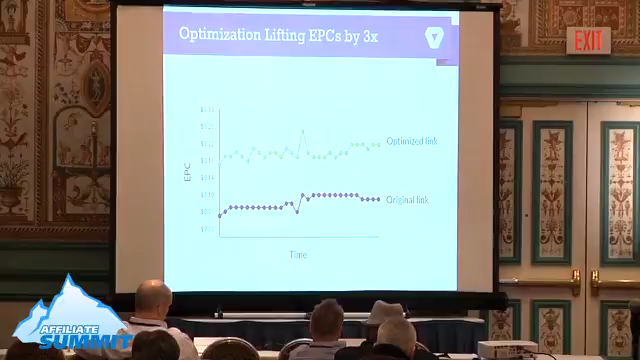 Optimization Lifting EPCs by 3x
EXIT
Optimized link
EPC
Original link
Time
AFFILIATE
SUMMIT